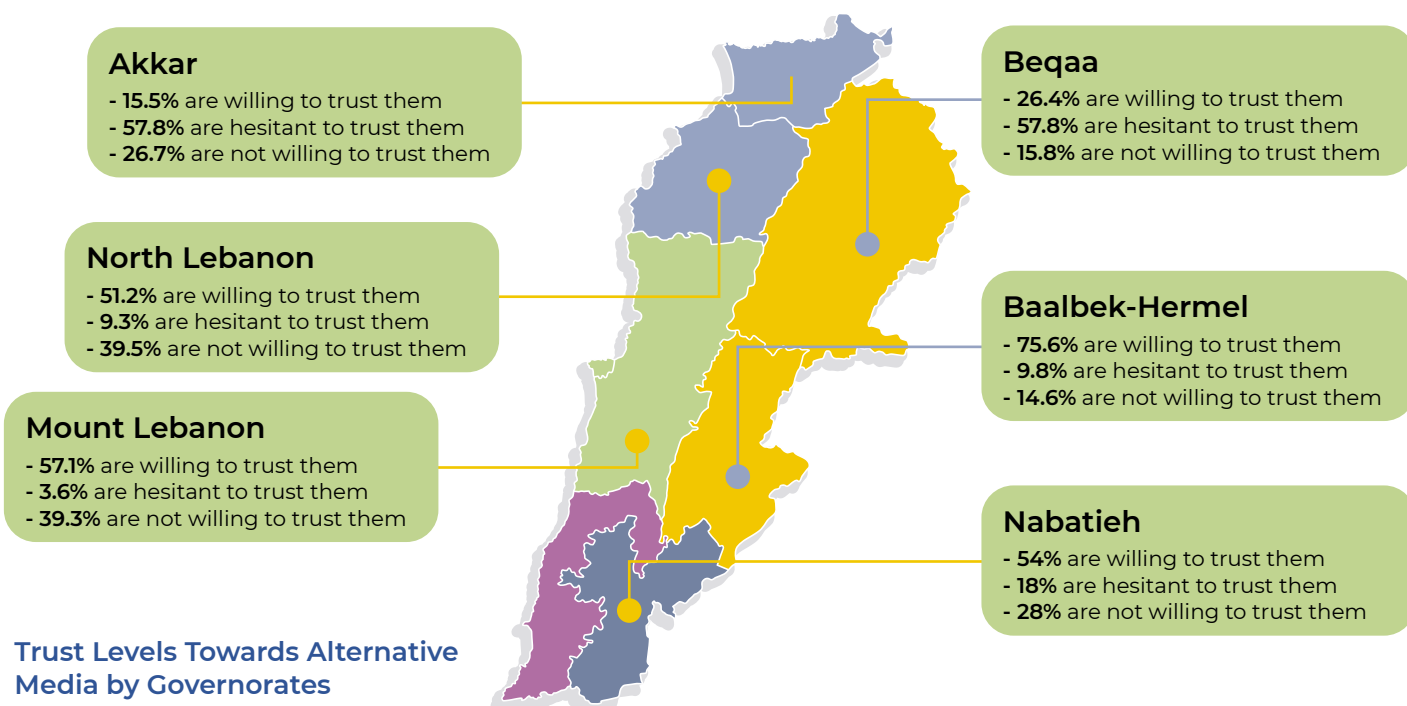 Akkar
- 15.5% are willing to trust them
- 57.8% are hesitant to trust them
- 26.7% are not willing to trust them
North Lebanon
- 51.2% are willing to trust them
- 9.3% are hesitant to trust them
- 39.5% are not willing to trust them
Mount Lebanon
- 57.1% are willing to trust them
- 3.6% are hesitant to trust them
- 39.3% are not willing to trust them
Beqaa
- 26.4% are willing to trust them
- 57.8% are hesitant to trust them
- 15.8% are not willing to trust them
Baalbek-Hermel
- 75.6% are willing to trust them
- 9.8% are hesitant to trust them
- 14.6% are not willing to trust them
Nabatieh
- 54% are willing to trust them
- 18% are hesitant to trust them
- 28% are not willing to trust them
Trust Levels Towards Alternative
Media by Governorates